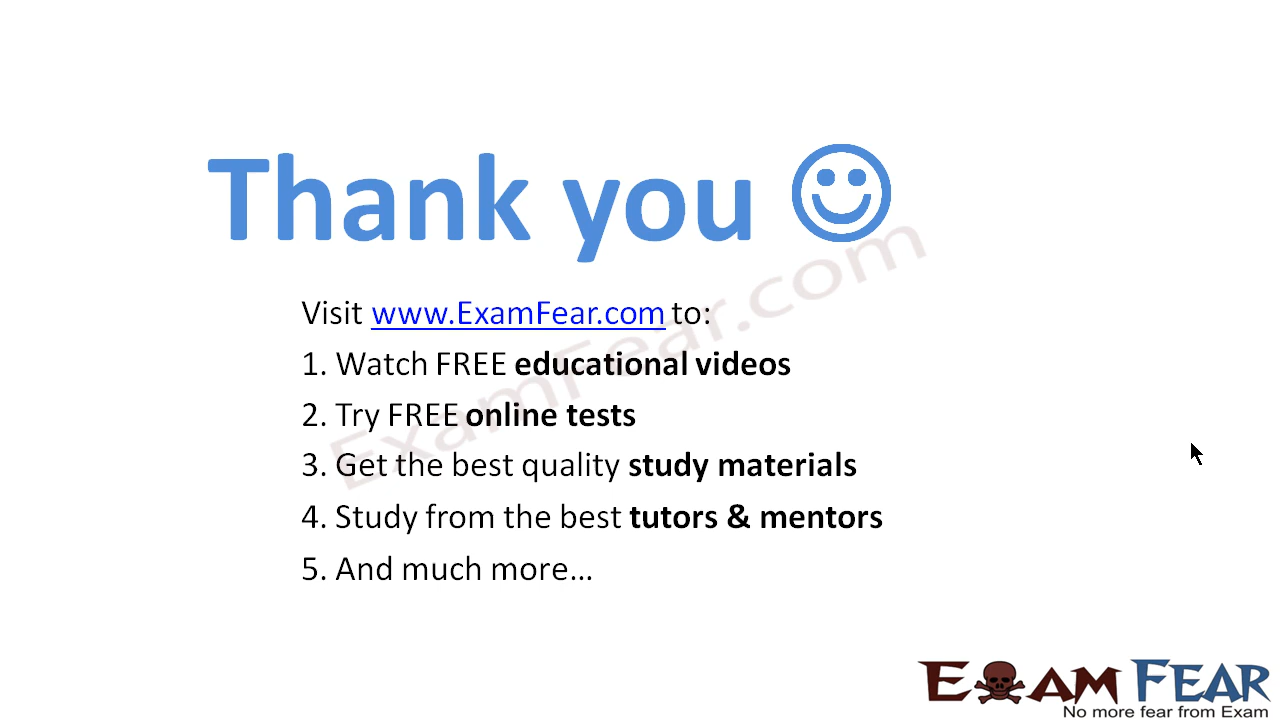 Thank you
Visit www.ExamFear.com to:
1. Watch FREE educational videos
2. Try FREE online tests
3. Get the best quality study materials
4. Study from the best tutors & mentors
5. And much more...
ExamFear.com
EXAM FEAR
No more fear from Exam